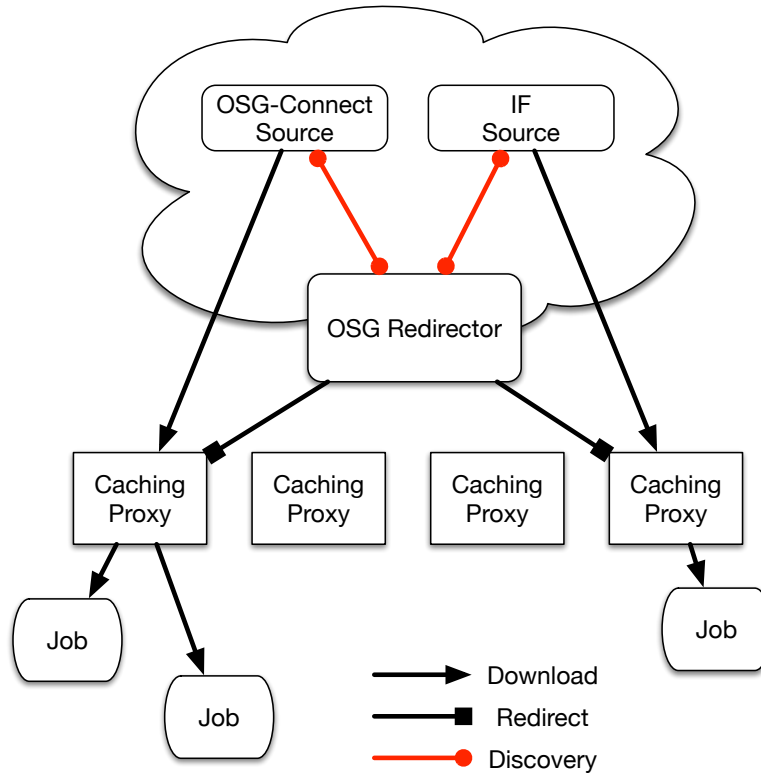 OSG-Connect
Source
IF
Source
OSG Redirector
Caching
Proxy
Caching
Proxy
Caching
Proxy
Caching
Proxy
Job
Job
Job
Download
Redirect
Discovery